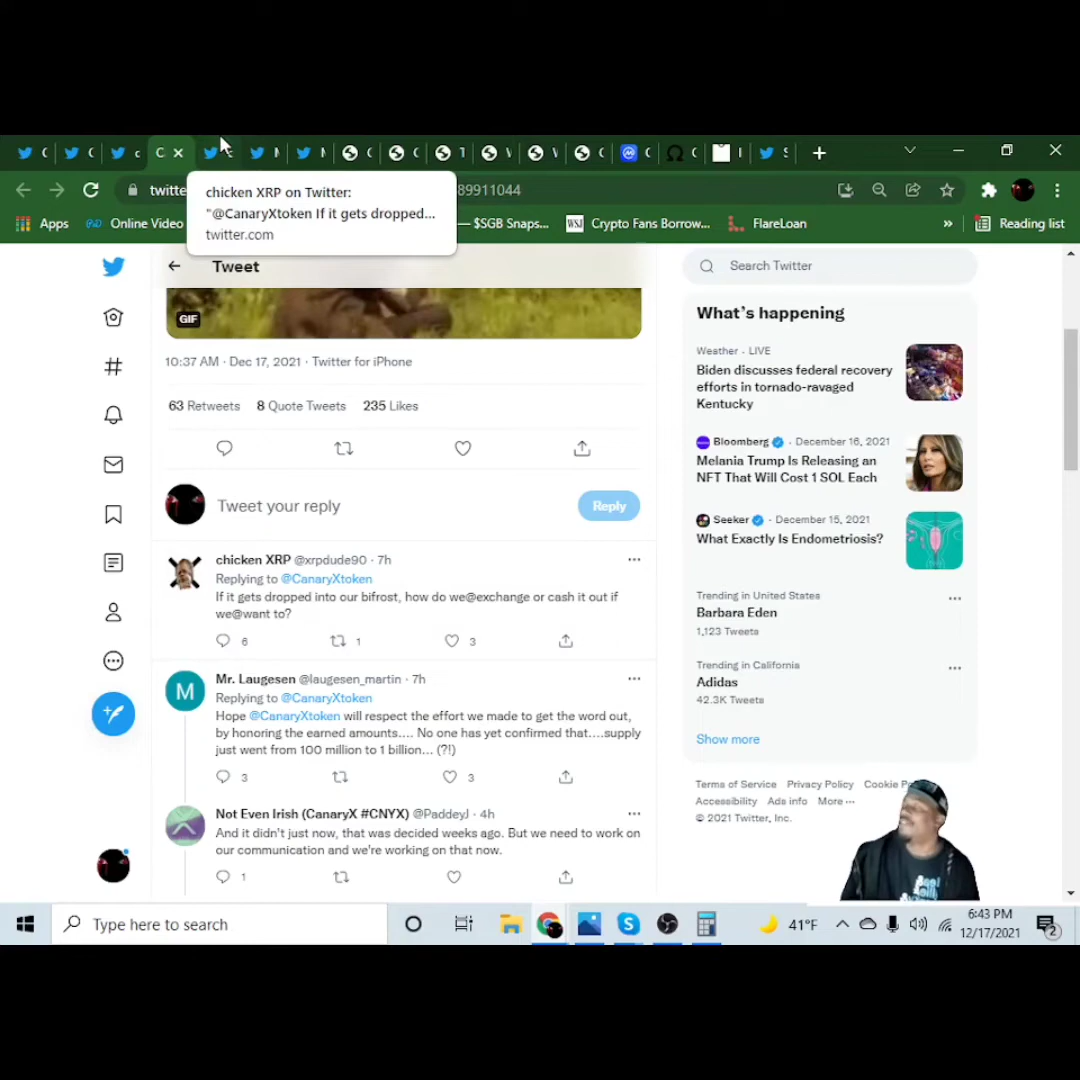 C
C
c
C
M
M
C
C
T
C
C
C
S
twitte
89911044
chicken XRP on Twitter:
"@CanaryXtoken If it gets dropped...
twitter.com
Apps
Online Video
— $SGB Snaps...
WSJ
Crypto Fans Borrow...
FlareLoan
»
Reading list
Tweet
Search Twitter
GIF
10:37 AM · Dec 17, 2021 · Twitter for iPhone
63 Retweets 8 Quote Tweets 235 Likes
Tweet your reply
Reply
chicken XRP @xrpdude90 · 7h
Replying to @CanaryXtoken
If it gets dropped into our bifrost, how do we@exchange or cash it out if
we@want to?
6 1 3
M
Mr. Laugesen @laugesen_martin · 7h
Replying to @CanaryXtoken
Hope @CanaryXtoken will respect the effort we made to get the word out,
by honoring the earned amounts.... No one has yet confirmed that....supply
just went from 100 million to 1 billion... (?!)
3 3
Not Even Irish (CanaryX #CNYX) @PaddeyJ · 4h
And it didn't just now, that was decided weeks ago. But we need to work on
our communication and we're working on that now.
1
What's happening
Weather · LIVE
Biden discusses federal recovery
efforts in tornado-ravaged
Kentucky
Bloomberg · December 16, 2021
Melania Trump Is Releasing an
NFT That Will Cost 1 SOL Each
Seeker · December 15, 2021
What Exactly Is Endometriosis?
Trending in United States
Barbara Eden
1,123 Tweets
Trending in California
Adidas
42.3K Tweets
Show more
Terms of Service Privacy Policy Cookie
Accessibility Ads info More ···
© 2021 Twitter, Inc.
Type here to search
41°F
6:43 PM
12/17/2021
2